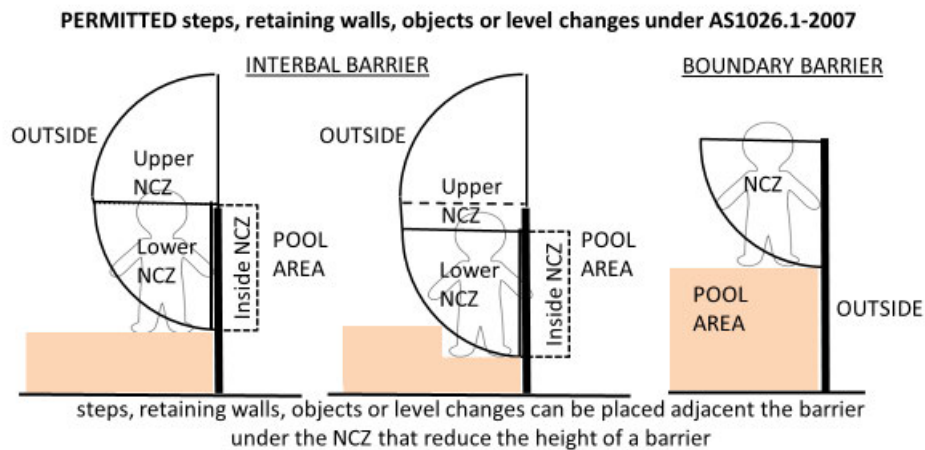 PERMITTED steps, retaining walls, objects or level changes under AS1026.1-2007
INTERBAL BARRIER
BOUNDARY BARRIER
OUTSIDE
Upper
NCZ
Lower
NCZ
Inside NCZ
POOL
AREA
OUTSIDE
Upper
NCZ
Lower
NCZ
Inside NCZ
POOL
AREA
NCZ
POOL
AREA
OUTSIDE
steps, retaining walls, objects or level changes can be placed adjacent the barrier
under the NCZ that reduce the height of a barrier